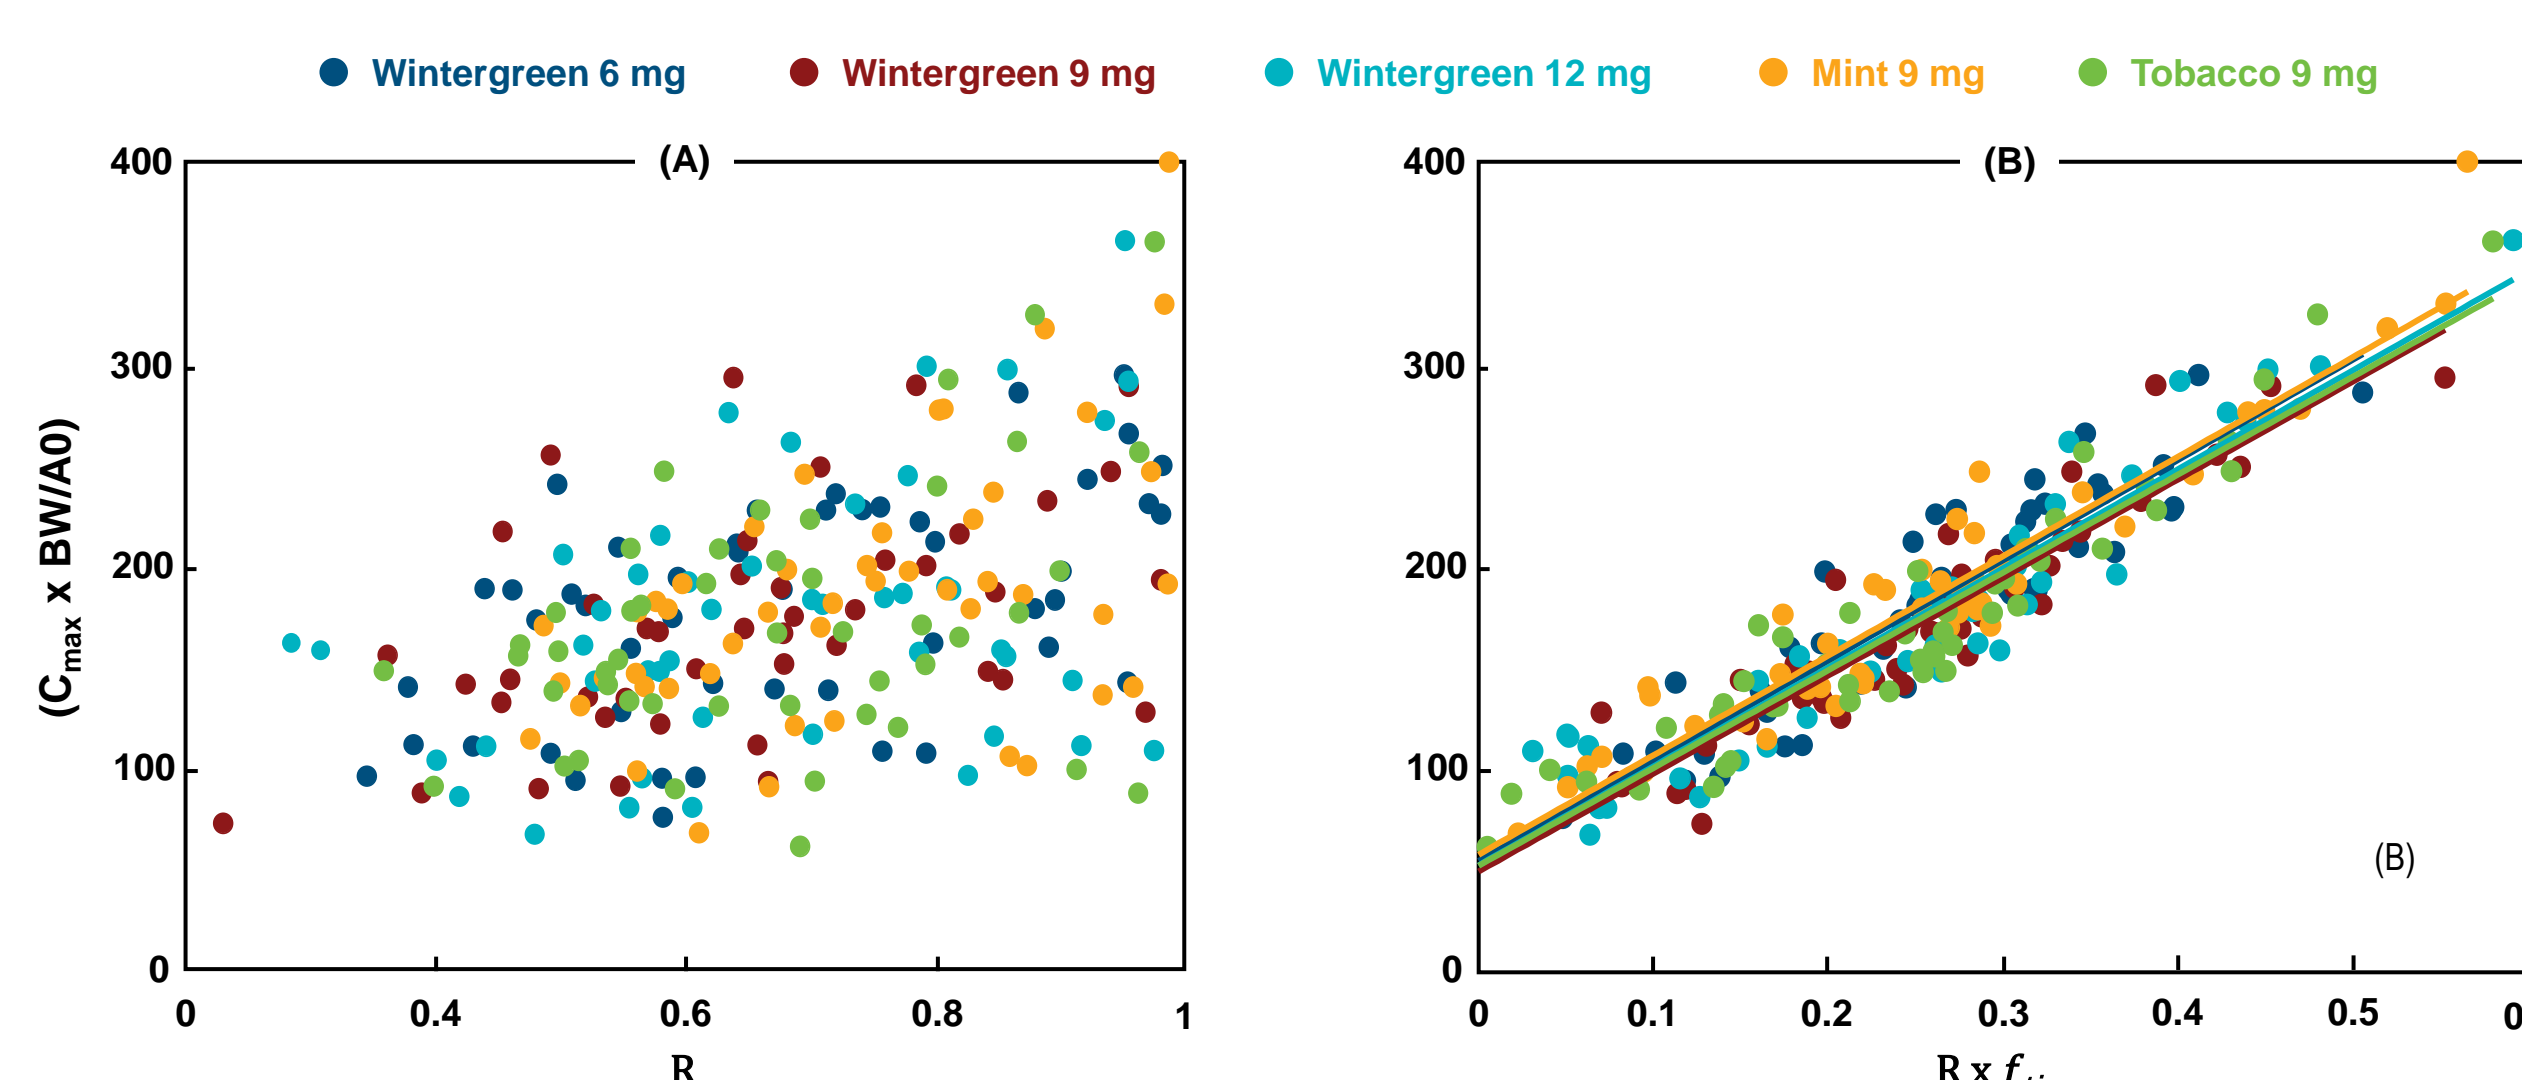 Wintergreen 6 mg Wintergreen 9 mg Wintergreen 12 mg Mint 9 mg Tobacco 9 mg
(A)
400
300
200
100
0
(Cmax x BW/A0)
0 0.4 0.6 0.8 1
R
(B)
400
300
200
100
0
(B)
0 0.1 0.2 0.3 0.4 0.5
R x f